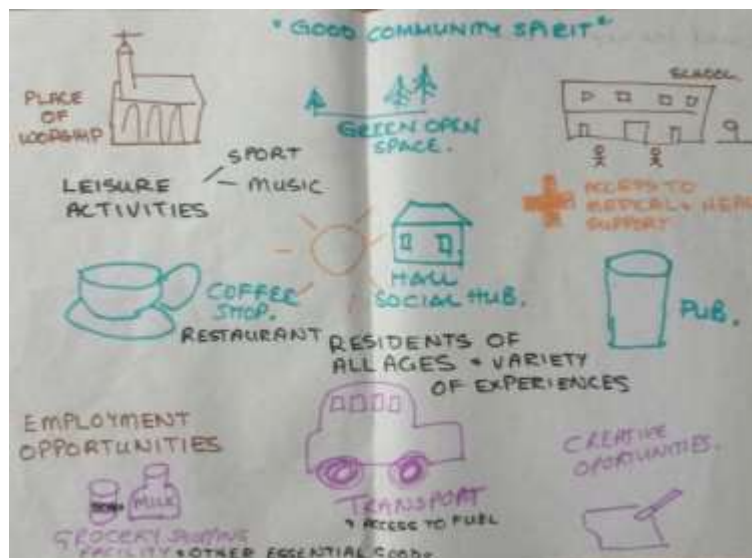 "GOOD COMMUNITY SPIRIT"
PLACE
OF
WORSHIP
GREEN OPEN
SPACE.
SCHOOL
LEISURE
ACTIVITIES
SPORT
MUSIC
ACCESS TO
MEDICAL +
SUPPORT
COFFEE
SHOP.
RESTAURANT
HALL
SOCIAL HUB.
PUB.
RESIDENTS OF
ALL AGES + VARIETY
OF EXPERIENCES
EMPLOYMENT
OPPORTUNITIES
MILK
GROCERY SHOPPING
FACILITY + OTHER ESSENTIAL GOODS
TRANSPORT
+ ACCESS TO FUEL
CREATIVE
OPORTUNITIES.